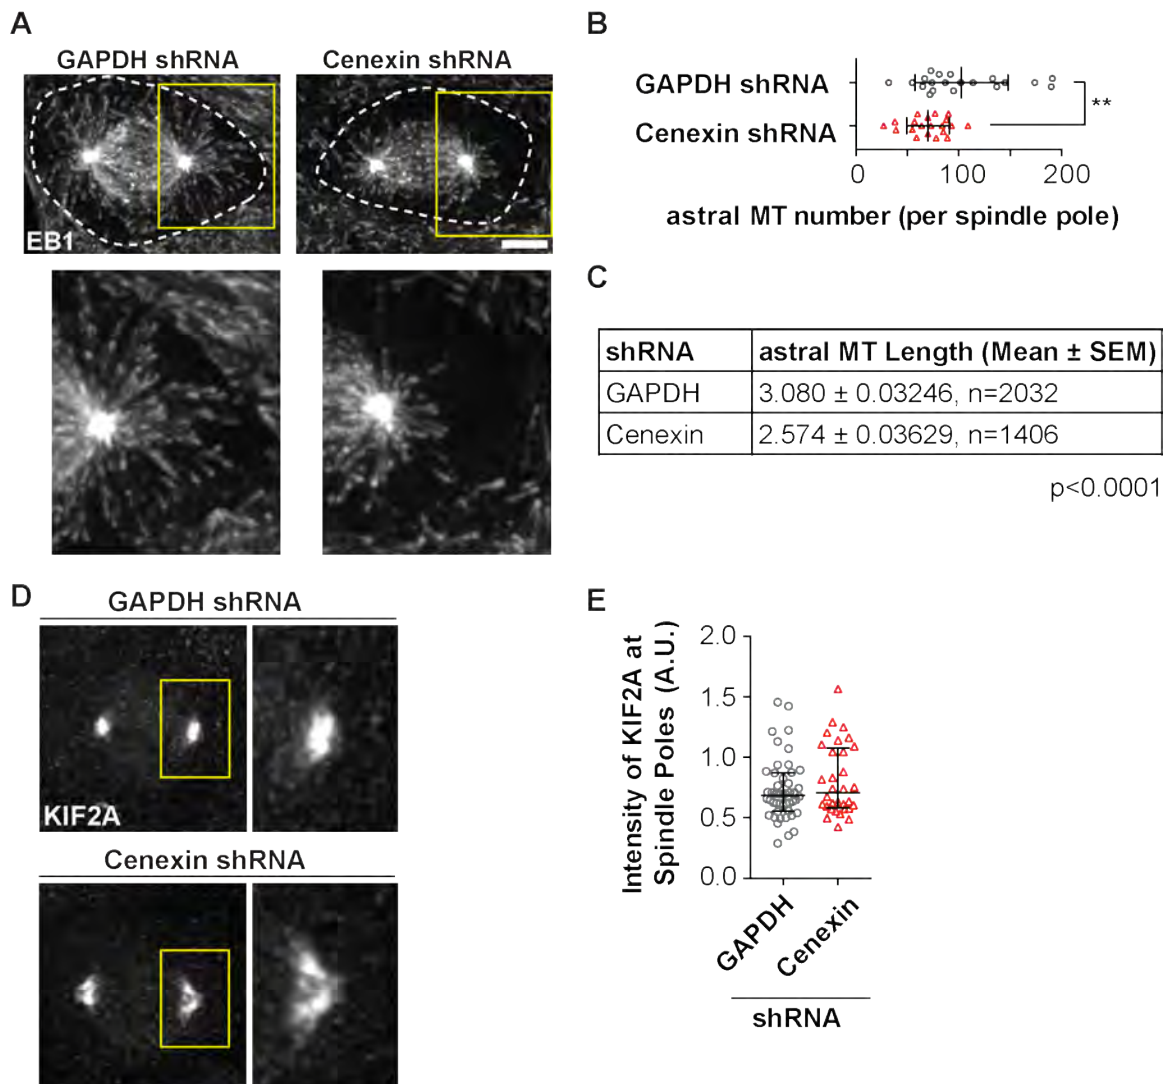 A
GAPDH shRNA
Cenexin shRNA
EB1
B
GAPDH shRNA
Cenexin shRNA
**
0
100
200
astral MT number (per spindle pole)
C
shRNA
astral MT Length (Mean ± SEM)
GAPDH
3.080 ± 0.03246, n=2032
Cenexin
2.574 ± 0.03629, n=1406
p<0.0001
D
GAPDH shRNA
KIF2A
Cenexin shRNA
E
Intensity of KIF2A at
Spindle Poles (A.U.)
2.0
1.5
1.0
0.5
0.0
GAPDH
Cenexin
shRNA